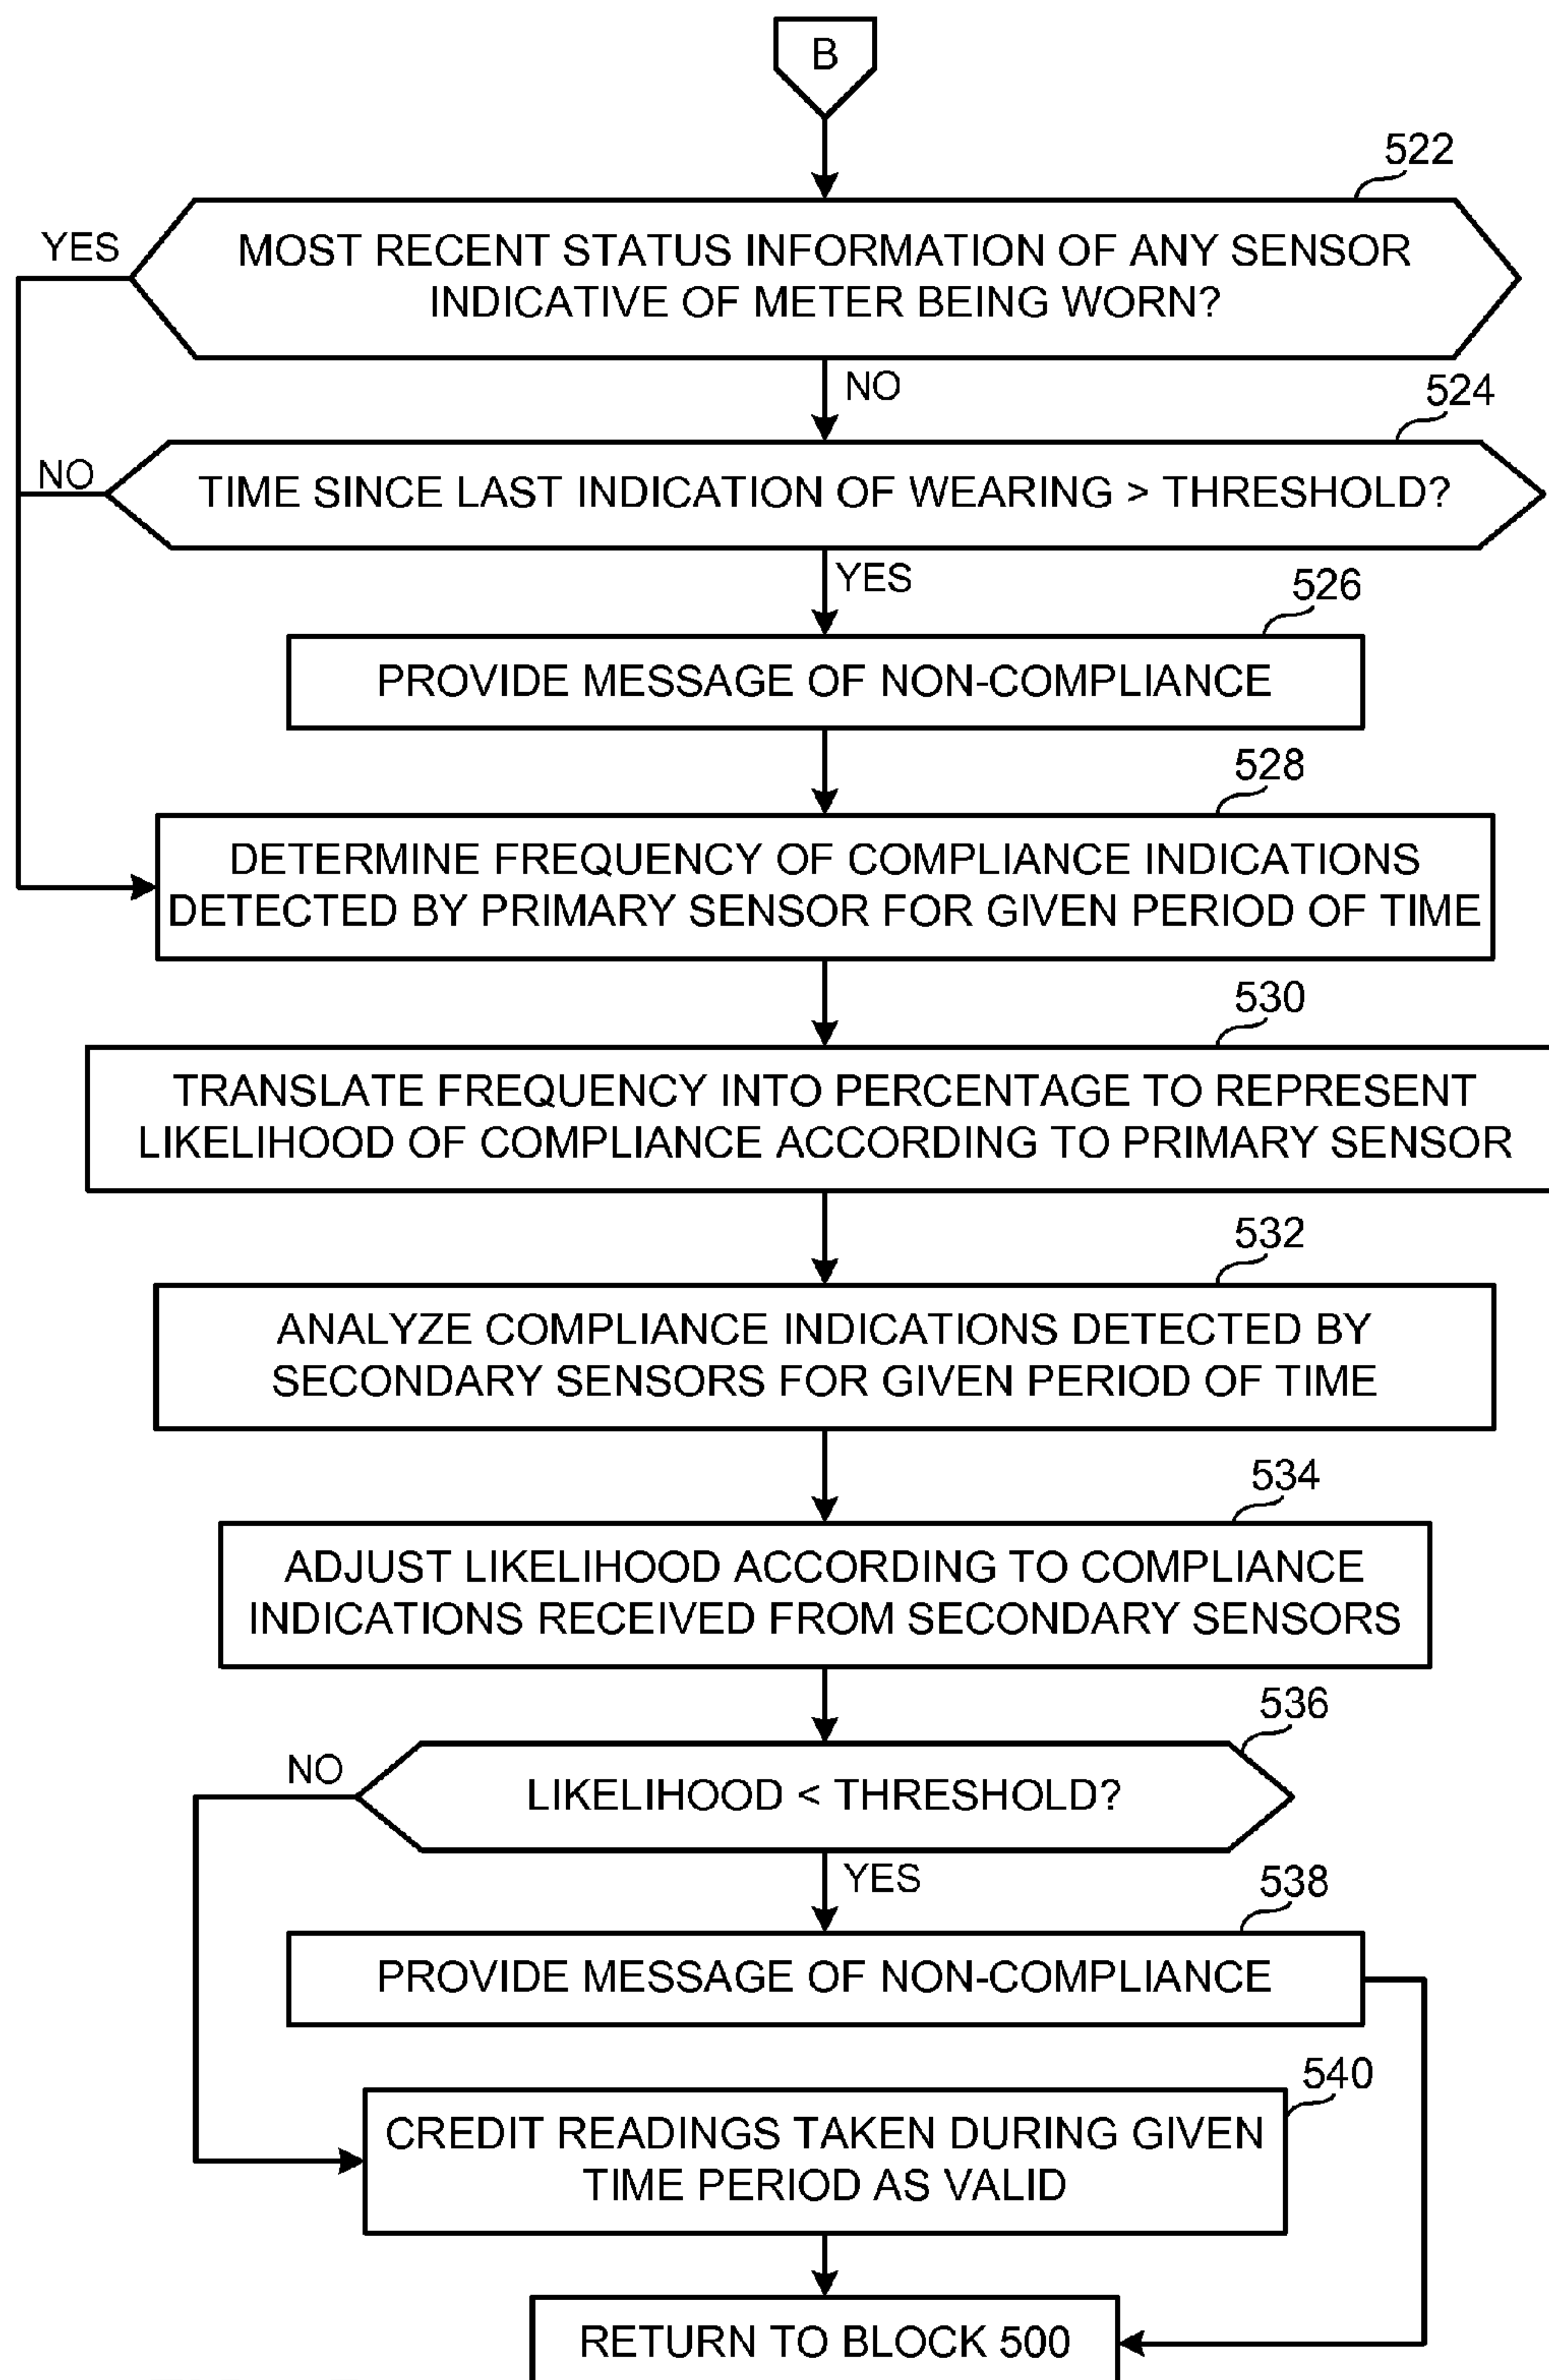 B
522
YES
MOST RECENT STATUS INFORMATION OF ANY SENSOR
INDICATIVE OF METER BEING WORN?
NO
524
NO
TIME SINCE LAST INDICATION OF WEARING > THRESHOLD?
YES
526
PROVIDE MESSAGE OF NON-COMPLIANCE
528
DETERMINE FREQUENCY OF COMPLIANCE INDICATIONS
DETECTED BY PRIMARY SENSOR FOR GIVEN PERIOD OF TIME
530
TRANSLATE FREQUENCY INTO PERCENTAGE TO REPRESENT
LIKELIHOOD OF COMPLIANCE ACCORDING TO PRIMARY SENSOR
532
ANALYZE COMPLIANCE INDICATIONS DETECTED BY
SECONDARY SENSORS FOR GIVEN PERIOD OF TIME
534
ADJUST LIKELIHOOD ACCORDING TO COMPLIANCE
INDICATIONS RECEIVED FROM SECONDARY SENSORS
536
NO
LIKELIHOOD < THRESHOLD?
YES
538
PROVIDE MESSAGE OF NON-COMPLIANCE
540
CREDIT READINGS TAKEN DURING GIVEN
TIME PERIOD AS VALID
RETURN TO BLOCK 500